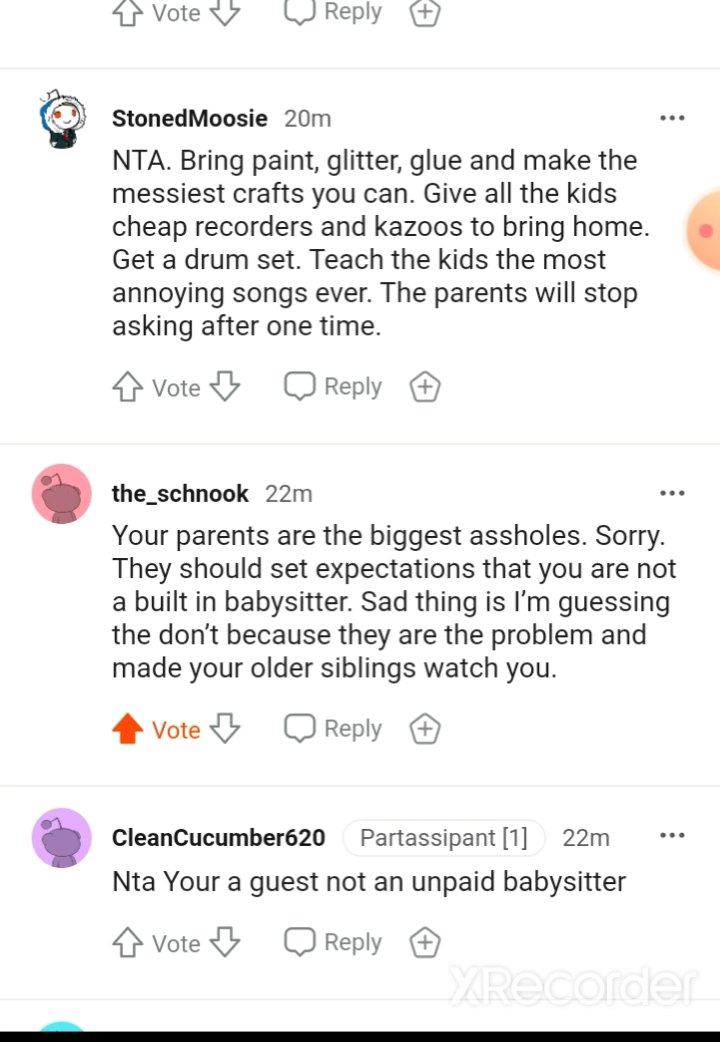 Vote Reply
StonedMoosie 20m
NTA. Bring paint, glitter, glue and make the
messiest crafts you can. Give all the kids
cheap recorders and kazoos to bring home.
Get a drum set. Teach the kids the most
annoying songs ever. The parents will stop
asking after one time.
Vote Reply
the_schnook 22m
Your parents are the biggest assholes. Sorry.
They should set expectations that you are not
a built in babysitter. Sad thing is I’m guessing
the don’t because they are the problem and
made your older siblings watch you.
Vote Reply
CleanCucumber620 Partassipant [1] 22m
Nta Your a guest not an unpaid babysitter
Vote Reply
XRecorder